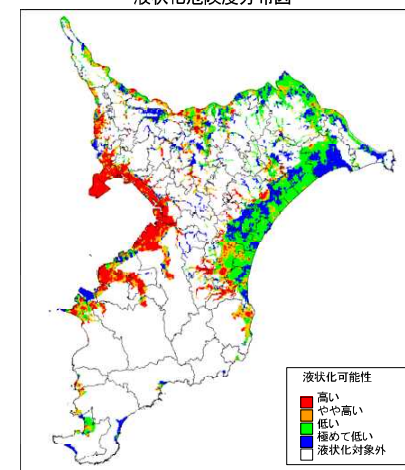 液状化危険度分布図
液状化可能性
高い
やや高い
低い
極めて低い
液状化対象外